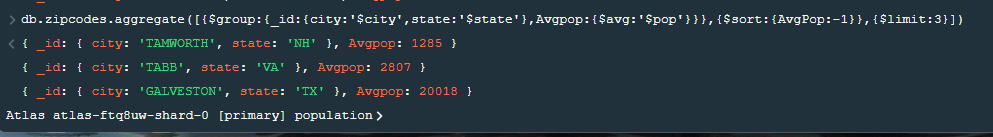 > db.zipcodes.aggregate([{$group:{_id:{city:'$city',state:'$state'},Avgpop:{$avg:'$pop'}}},{$sort:{AvgPop:-1}},{$limit:3}])
< { _id: { city: 'TAMWORTH', state: 'NH' }, Avgpop: 1285 }
{ _id: { city: 'TABB', state: 'VA' }, Avgpop: 2807 }
{ _id: { city: 'GALVESTON', state: 'TX' }, Avgpop: 20018 }
Atlas atlas-ftq8uw-shard-0 [primary] population>